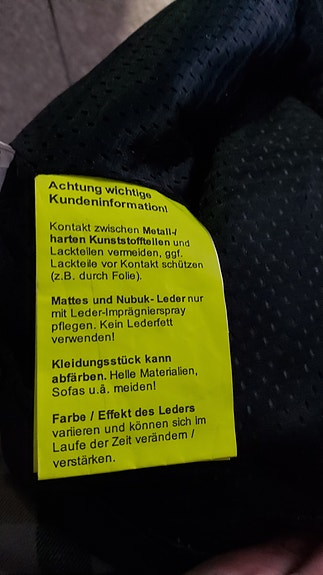 Achtung wichtige
Kundeninformation!
Kontakt zwischen Metall-/
harten Kunststoffteilen und
Lackteilen vermeiden, ggf.
Lackteile vor Kontakt schützen
(z.B. durch Folie).
Mattes und Nubuk- Leder nur
mit Leder-Imprägnierspray
pflegen. Kein Lederfett
verwenden!
Kleidungsstück kann
abfärben. Helle Materialien,
Sofas u.ä. meiden!
Farbe / Effekt des Leders
variieren und können sich im
Laufe der Zeit verändern /
verstärken.